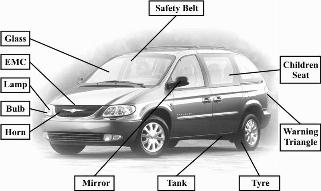 Safety Belt
Glass
EMC
Lamp
Bulb
Horn
Children
Seat
Warning
Triangle
Mirror
Tank
Tyre